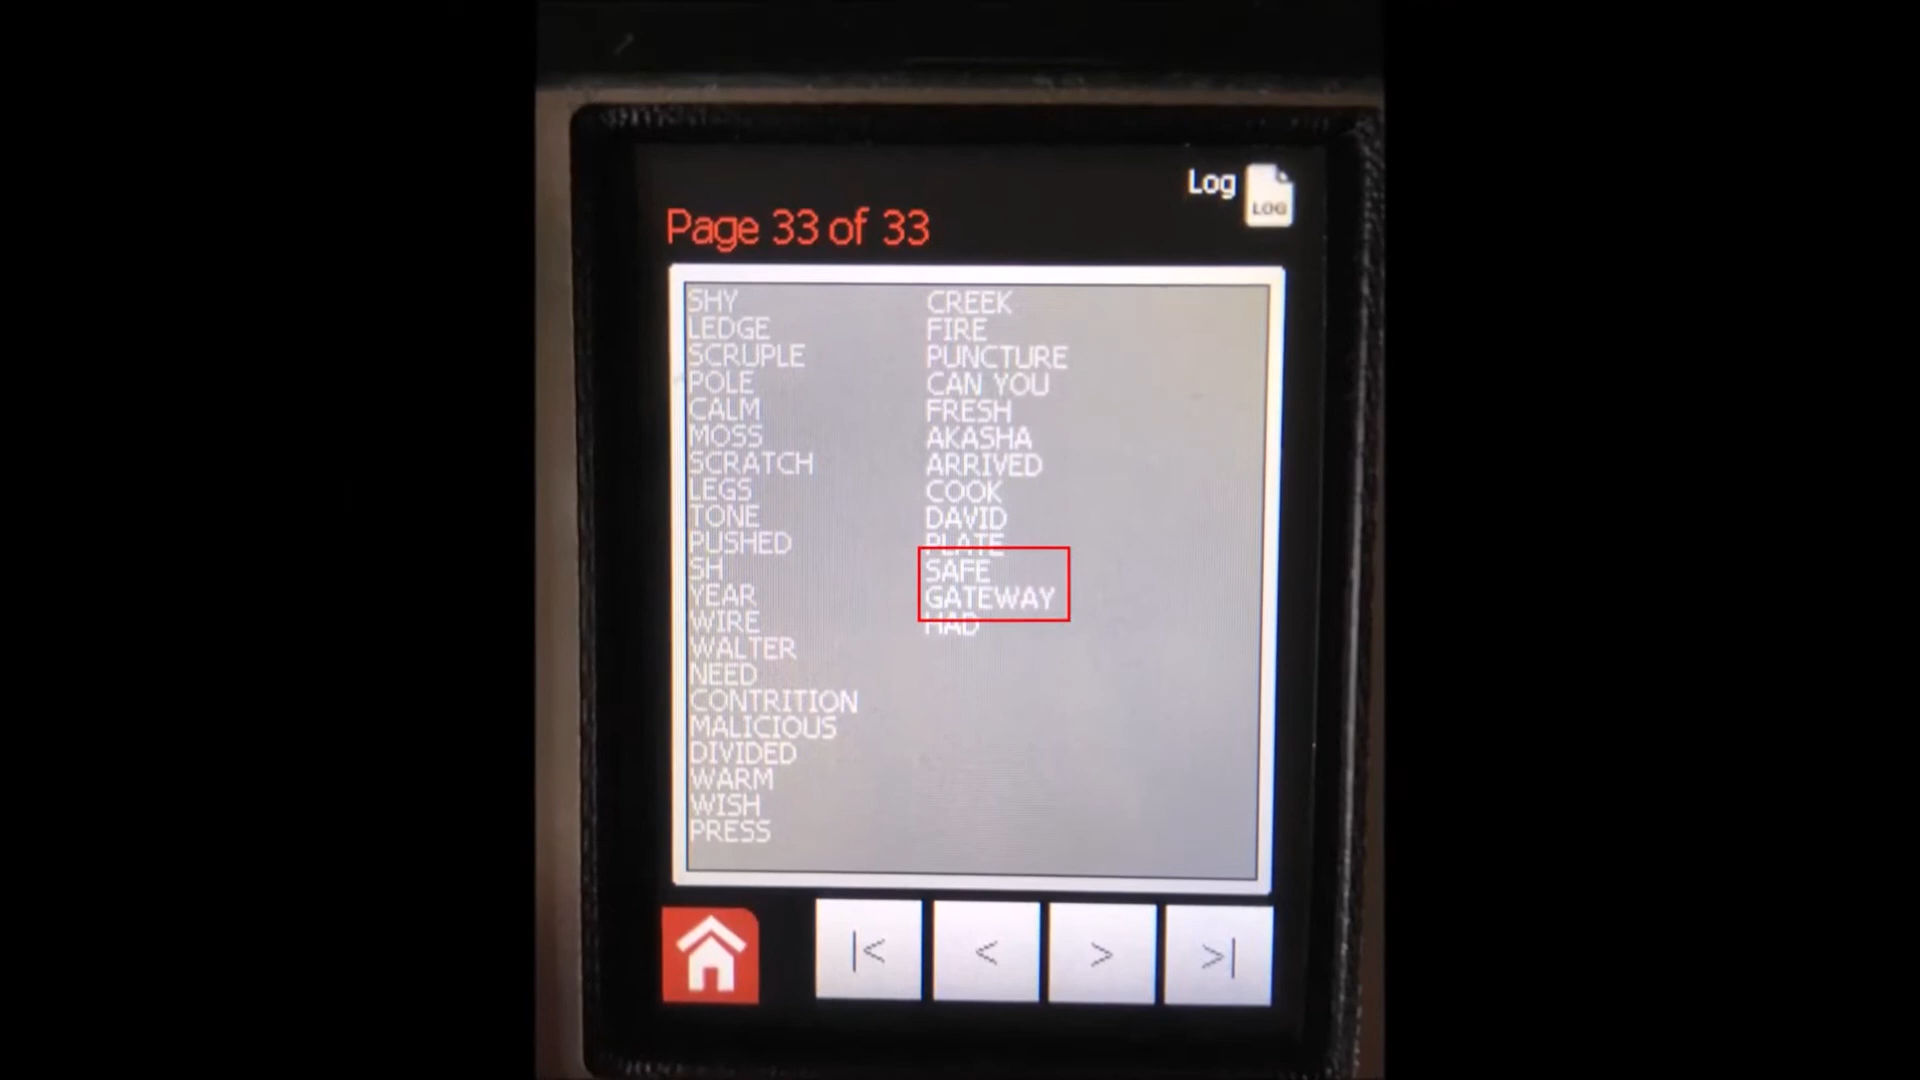 Log
LOG
Page 33 of 33
SHY
LEDGE
SCRUPLE
POLE
CALM
MOSS
SCRATCH
LEGS
TONE
PUSHED
SH
YEAR
WIRE
WALTER
NEED
CONTRITION
MALICIOUS
DIVIDED
WARM
WISH
PRESS
CREEK
FIRE
PUNCTURE
CAN YOU
FRESH
AKASHA
ARRIVED
COOK
DAVID
PLATE
SAFE
GATEWAY
HAD
|< < > >|